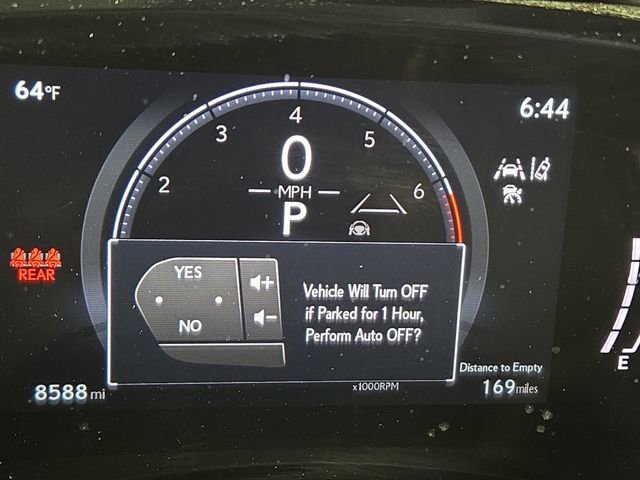 64°F
6:44
2
3
4
5
6
0
MPH
P
REAR
YES
NO
+
-
Vehicle Will Turn OFF
if Parked for 1 Hour,
Perform Auto OFF?
8588 mi
x1000RPM
Distance to Empty
169 miles
E